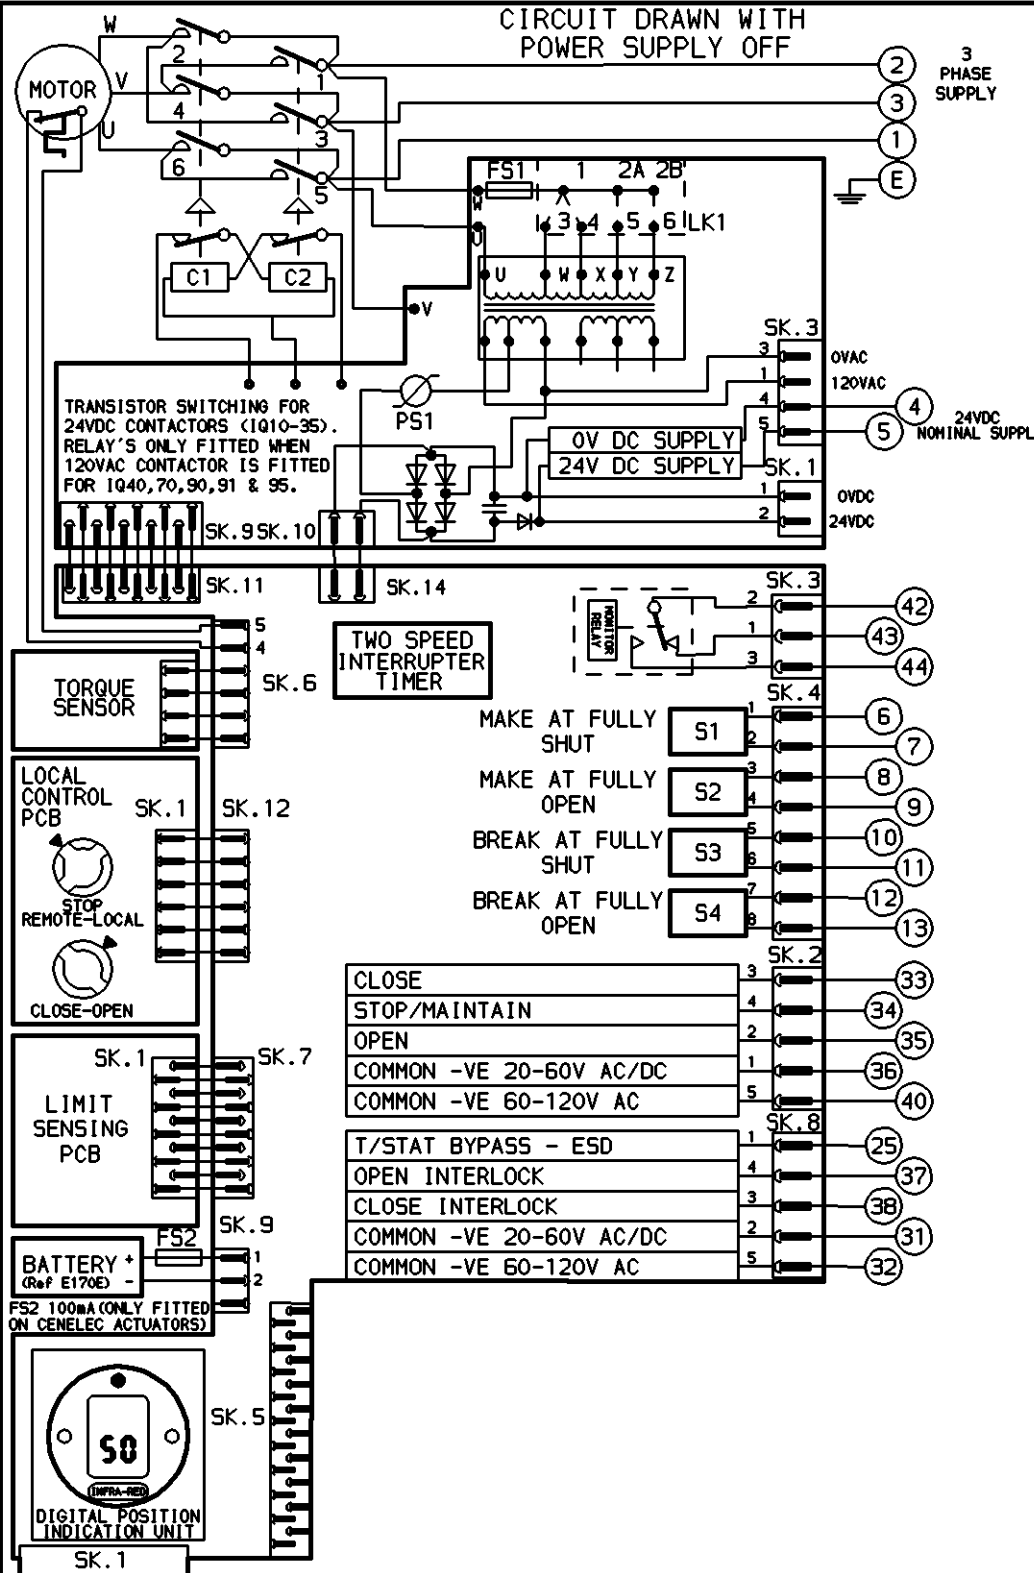 CIRCUIT DRAWN WITH
POWER SUPPLY OFF
W
V
U
MOTOR
2
4
6
1
3
5
2
3
1
E
3
PHASE
SUPPLY
FS1
1
2A
2B
3
4
5
6
LK1
W
U
U
W
X
Y
Z
V
C1
C2
TRANSISTOR SWITCHING FOR
24VDC CONTACTORS (IQ10-35).
RELAY'S ONLY FITTED WHEN
120VAC CONTACTOR IS FITTED
FOR IQ40,70,90,91 & 95.
PS1
SK.3
3
0VAC
1
120VAC
4
4
5
5
24VDC
NOMINAL SUPPL
0V DC SUPPLY
24V DC SUPPLY
SK.1
1
0VDC
2
24VDC
SK.9
SK.10
SK.11
SK.14
5
4
SK.6
TORQUE
SENSOR
TWO SPEED
INTERRUPTER
TIMER
MONITOR
RELAY
SK.3
2
42
1
43
3
44
SK.4
MAKE AT FULLY
SHUT
S1
1
6
2
7
MAKE AT FULLY
OPEN
S2
3
8
4
9
BREAK AT FULLY
SHUT
S3
5
10
6
11
BREAK AT FULLY
OPEN
S4
7
12
8
13
LOCAL
CONTROL
PCB
SK.1
SK.12
STOP
REMOTE-LOCAL
CLOSE-OPEN
SK.2
CLOSE
3
33
STOP/MAINTAIN
4
34
OPEN
2
35
COMMON -VE 20-60V AC/DC
1
36
COMMON -VE 60-120V AC
5
40
SK.8
T/STAT BYPASS - ESD
1
25
OPEN INTERLOCK
4
37
CLOSE INTERLOCK
3
38
COMMON -VE 20-60V AC/DC
2
31
COMMON -VE 60-120V AC
5
32
SK.1
SK.7
LIMIT
SENSING
PCB
SK.9
FS2
BATTERY + 1
(Ref E170E) - 2
FS2 100mA(ONLY FITTED
ON CENELEC ACTUATORS)
SK.5
50
INFRA-RED
DIGITAL POSITION
INDICATION UNIT
SK.1